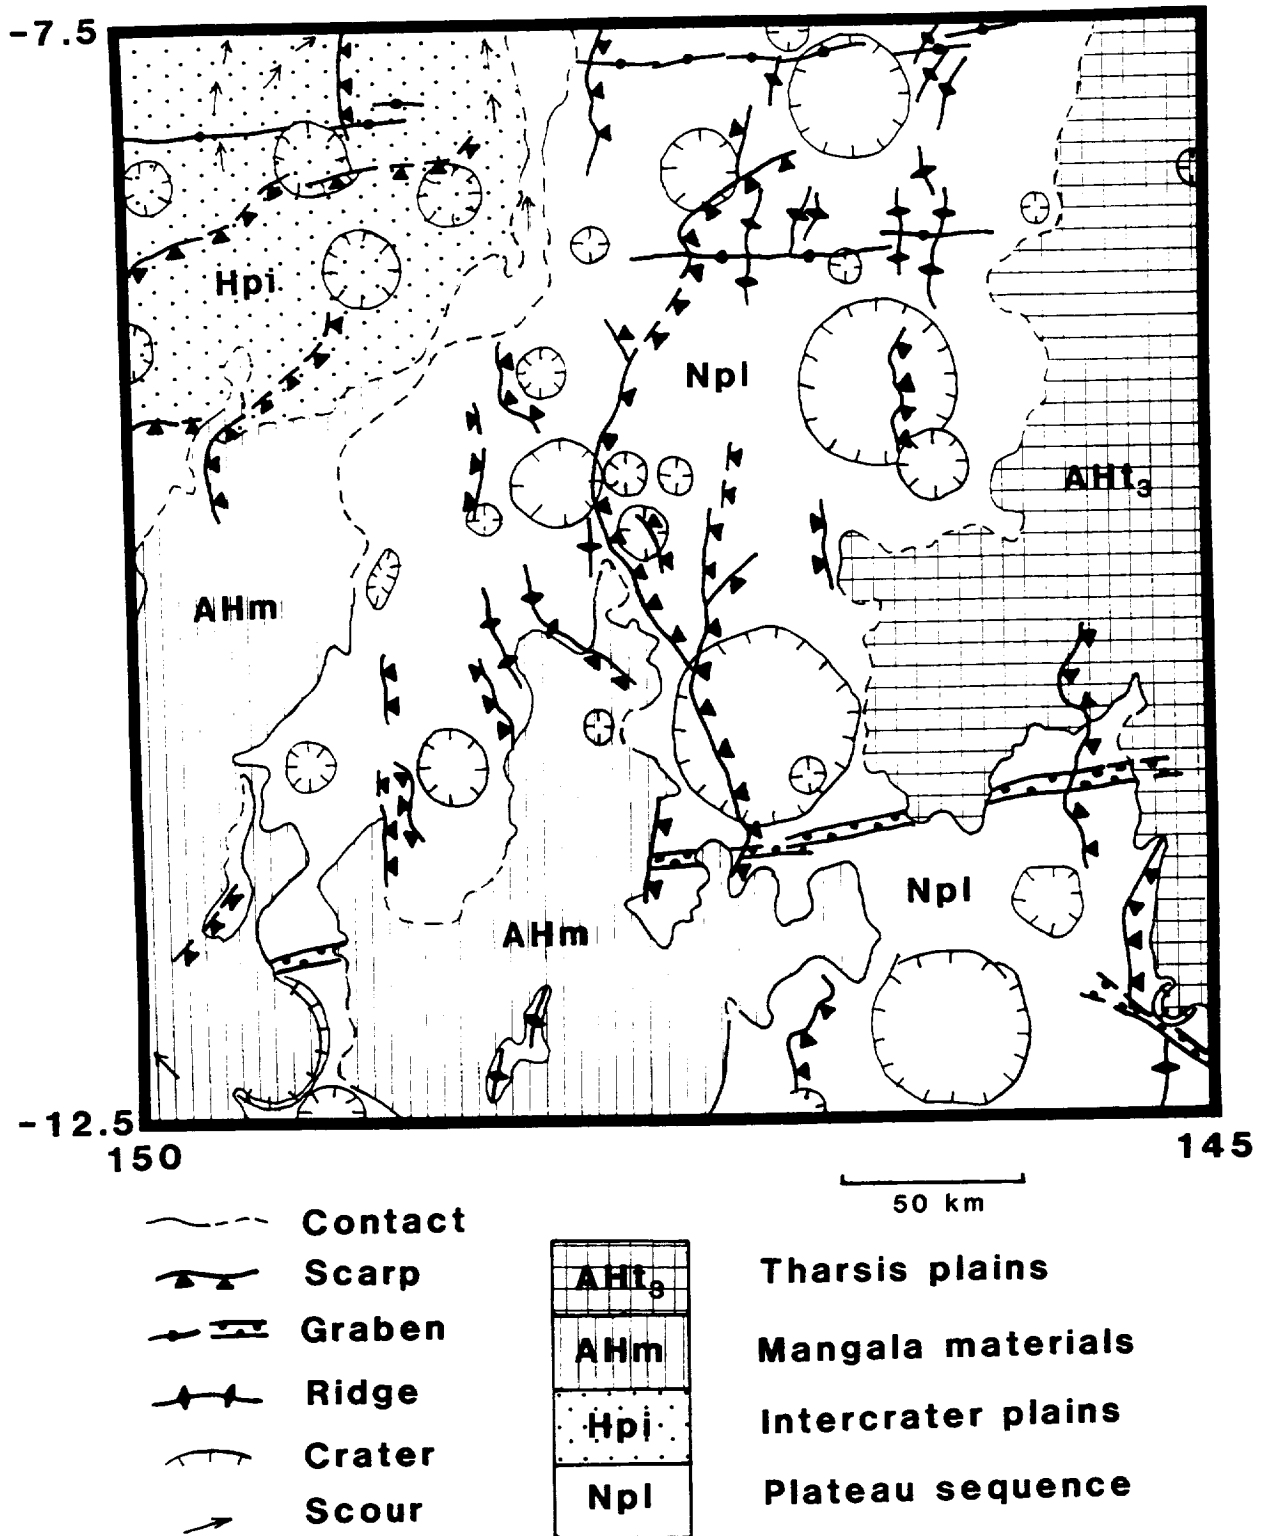 -7.5
Hpi
Npl
AHt3
AHm
Npl
AHm
-12.5
150
145
50 km
Contact
Scarp
Graben
Ridge
Crater
Scour
AHt3
Tharsis plains
AHm
Mangala materials
Hpi
Intercrater plains
Npl
Plateau sequence